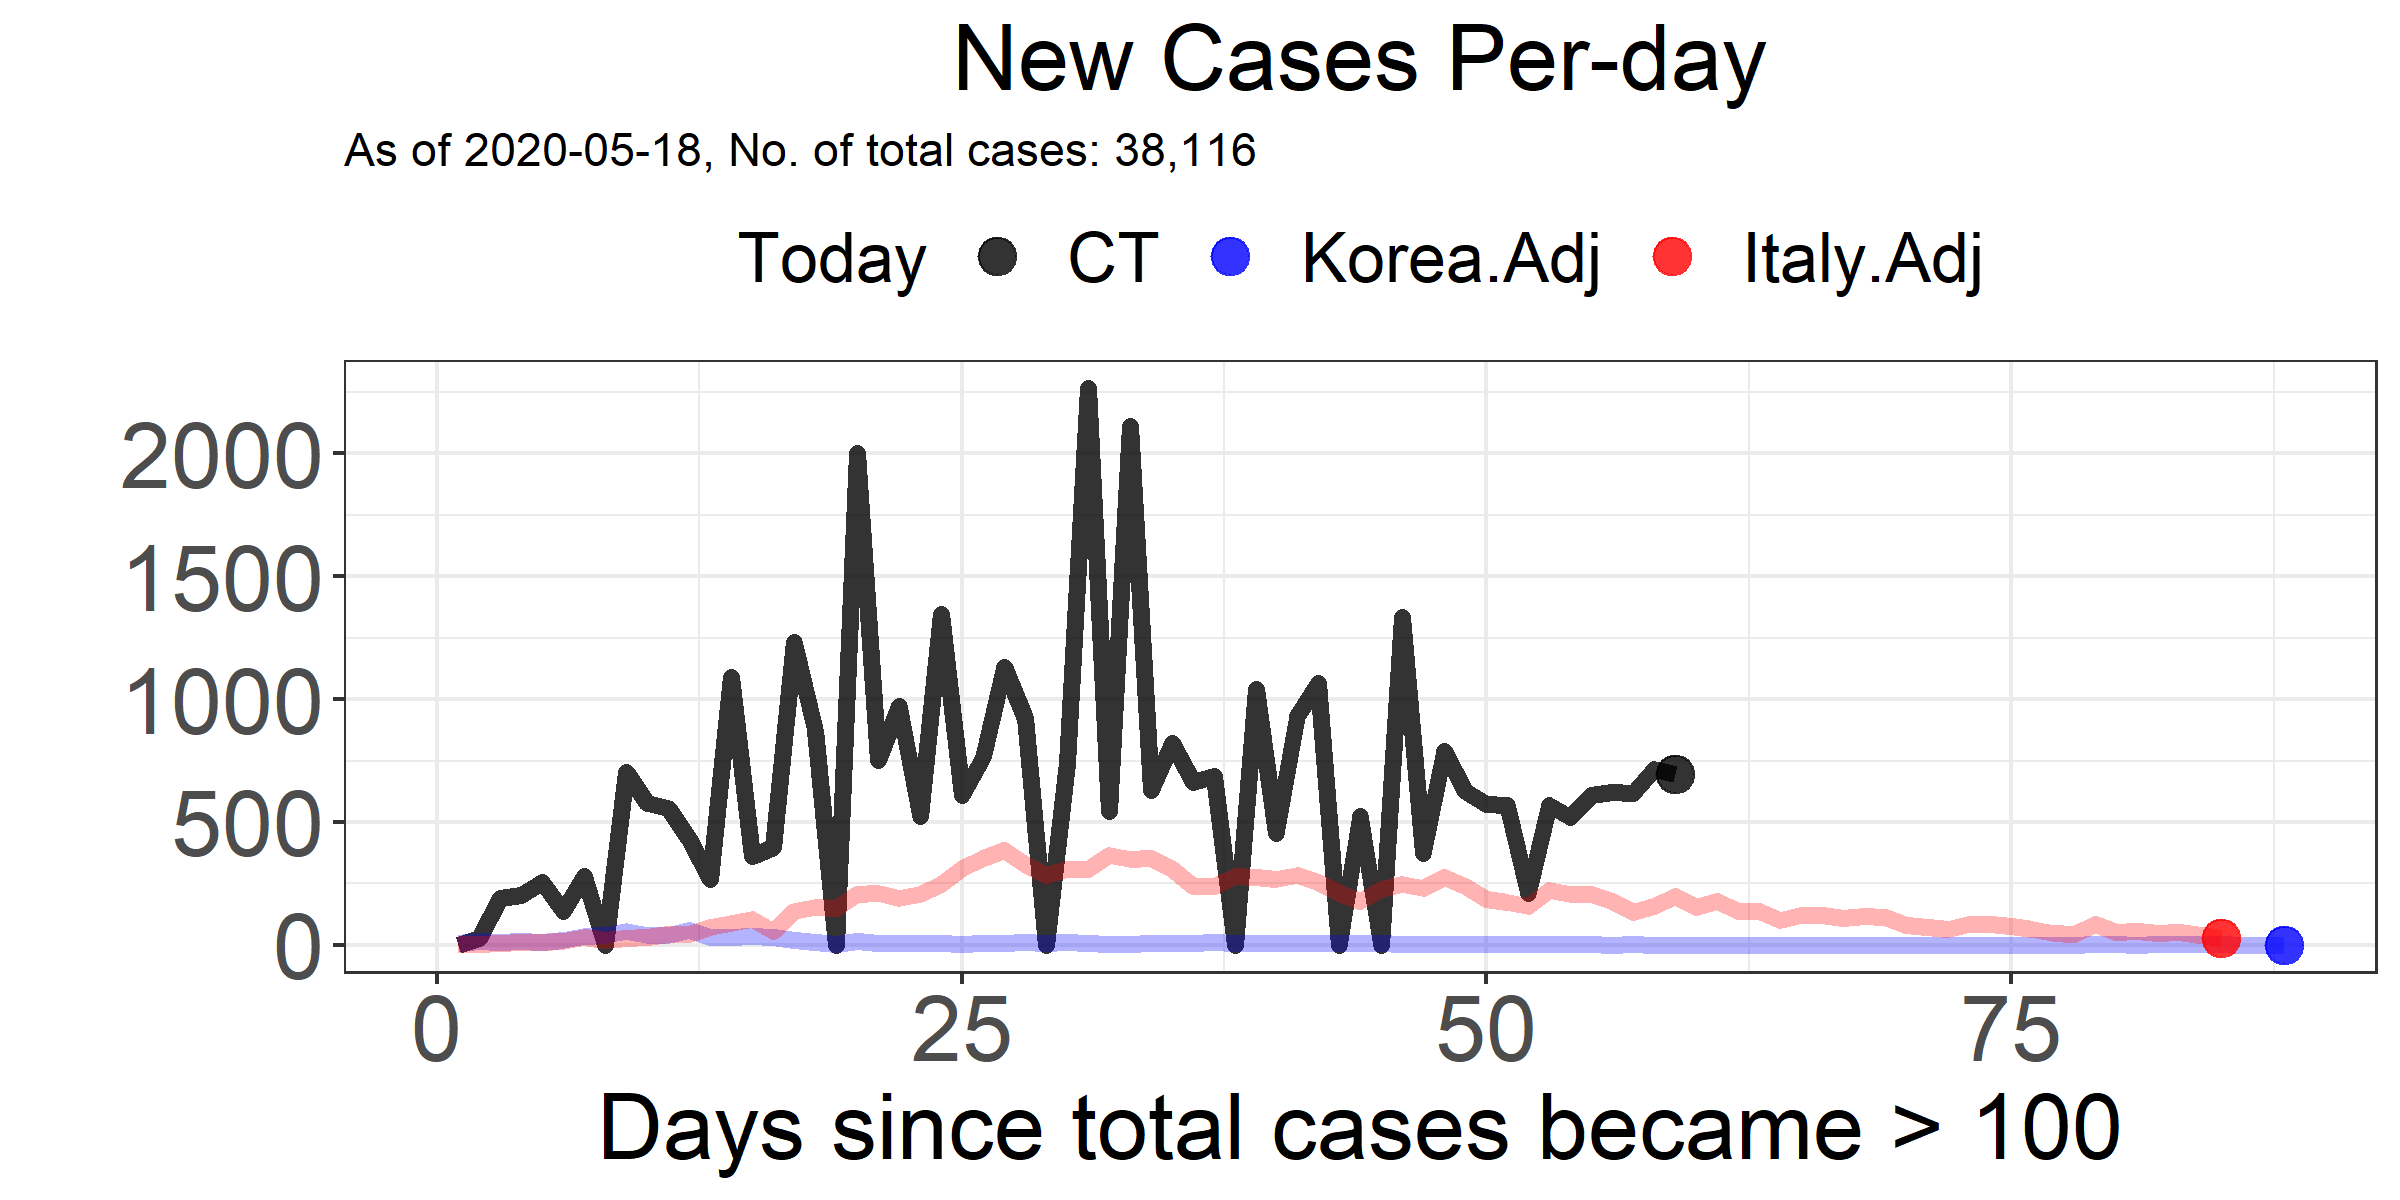 New Cases Per-day
As of 2020-05-18, No. of total cases: 38,116
Today CT Korea.Adj Italy.Adj
2000
1500
1000
500
0
0 25 50 75
Days since total cases became > 100